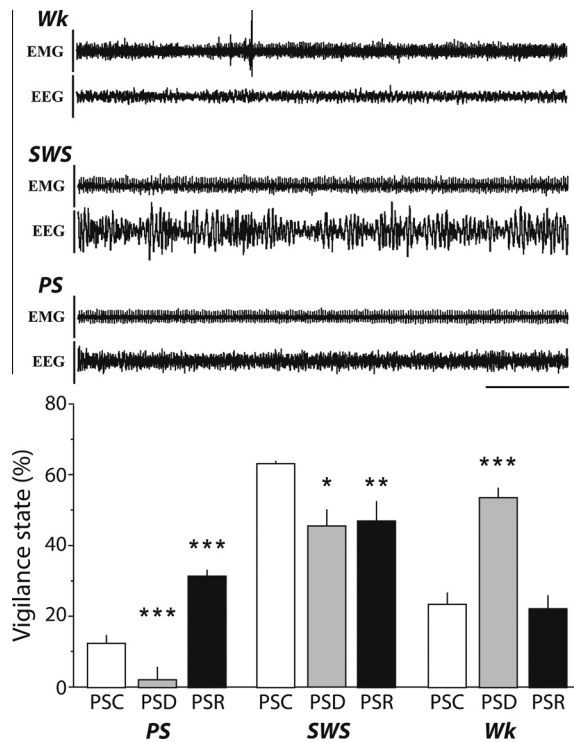 Wk
EMG
EEG
SWS
EMG
EEG
PS
EMG
EEG
Vigilance state (%)
80
60
40
20
0
***
***
*
**
***
PSC PSD PSR PSC PSD PSR PSC PSD PSR
PS SWS Wk